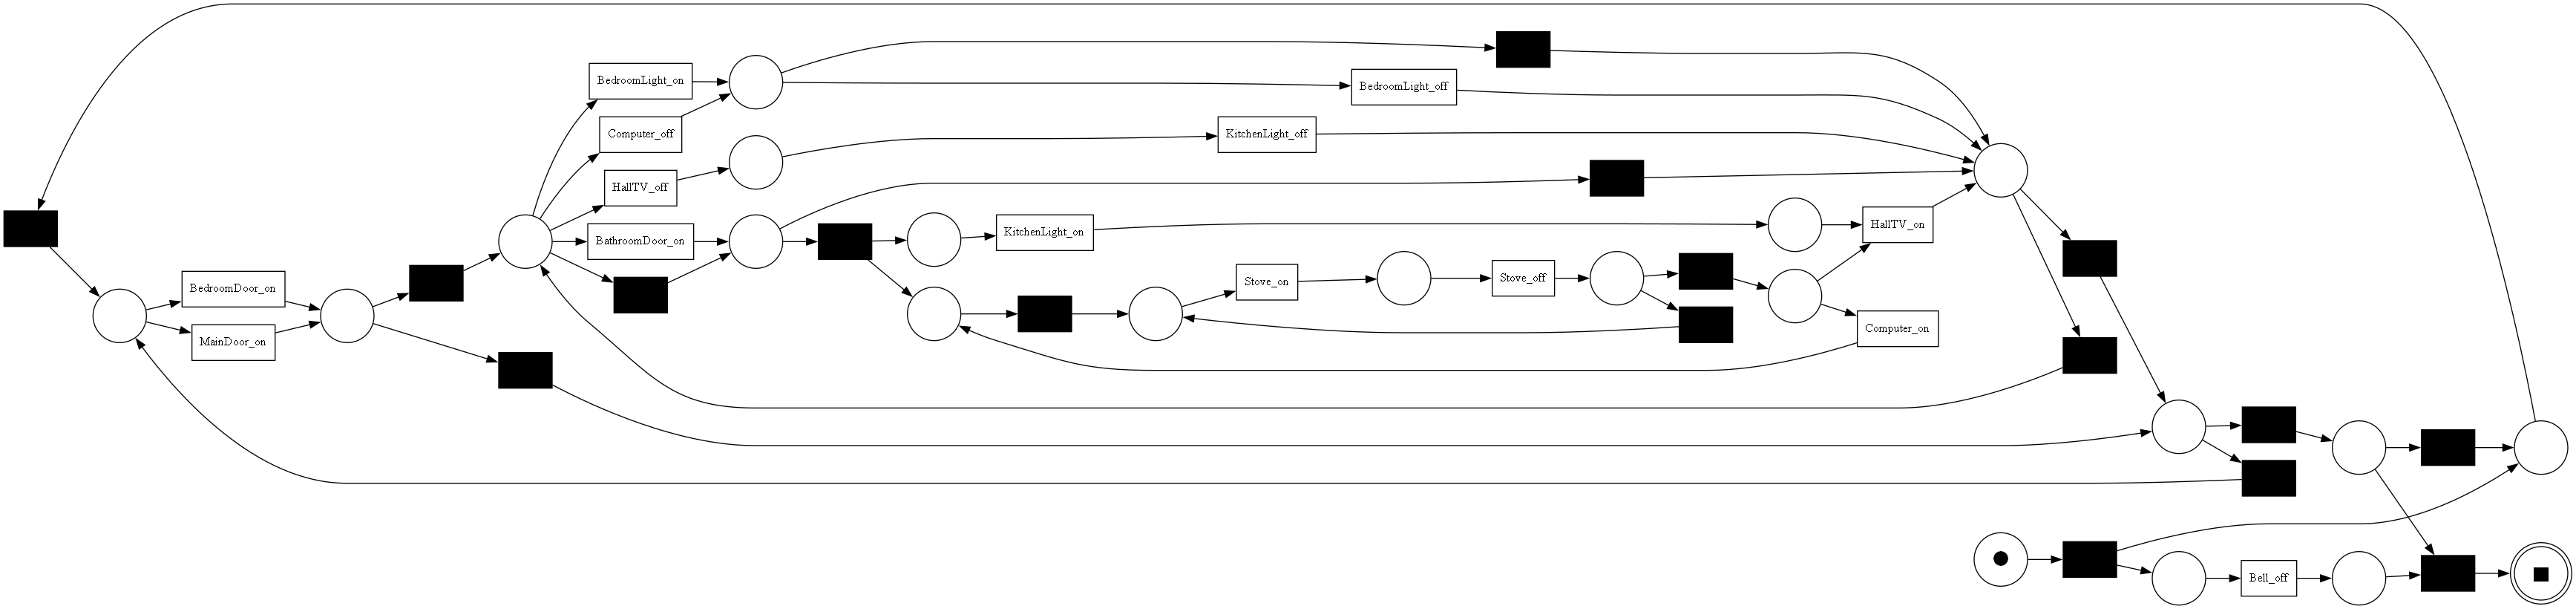 BedroomLight_on
BedroomLight_off
Computer_off
KitchenLight_off
HallTV_off
KitchenLight_on
HallTV_on
BathroomDoor_on
Stove_off
Stove_on
BedroomDoor_on
Computer_on
MainDoor_on
Bell_off